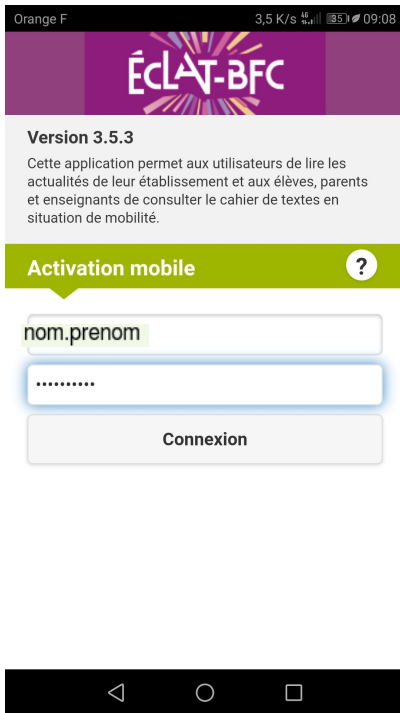 Orange F 3,5 K/s 4G 35 09:08
ÉCLAT-BFC
Version 3.5.3
Cette application permet aux utilisateurs de lire les
actualités de leur établissement et aux élèves, parents
et enseignants de consulter le cahier de textes en
situation de mobilité.
Activation mobile ?
nom.prenom
••••••••••
Connexion